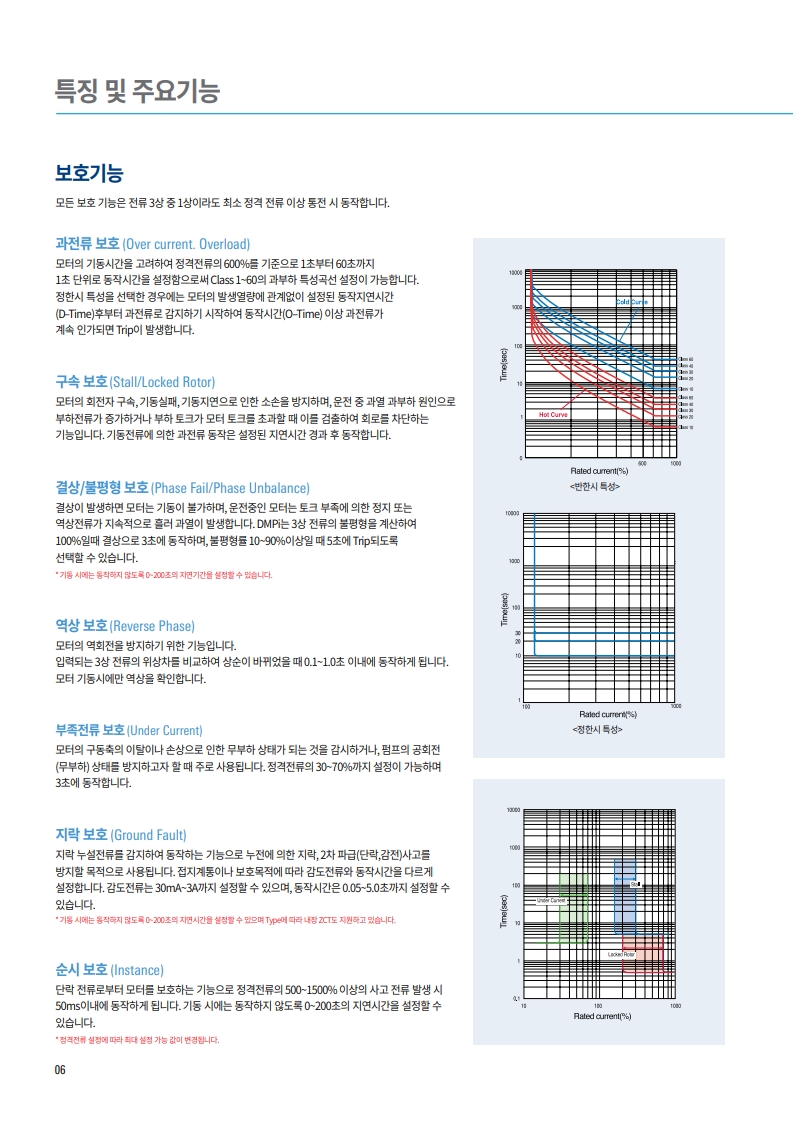 특징 및 주요기능
보호기능
모든 보호 기능은 전류 3상 중 1상이라도 최소 정격 전류 이상 통전 시 동작합니다.
과전류 보호 (Over current. Overload)
모터의 기동시간을 고려하여 정격전류의 600%를 기준으로 1초부터 60초까지
1초 단위로 동작시간을 설정함으로써 Class 1~60의 과부하 특성곡선 설정이 가능합니다.
정한시 특성을 선택한 경우에는 모터의 발생열량에 관계없이 설정된 동작지연시간
(D-Time)후부터 과전류로 감지하기 시작하여 동작시간(O-Time) 이상 과전류가
계속 인가되면 Trip이 발생합니다.
구속 보호 (Stall/Locked Rotor)
모터의 회전자 구속, 기동실패, 기동지연으로 인한 소손을 방지하며, 운전 중 과열 과부하 원인으로
부하전류가 증가하거나 부하 토크가 모터 토크를 초과할 때 이를 검출하여 회로를 차단하는
기능입니다. 기동전류에 의한 과전류 동작은 설정된 지연시간 경과 후 동작합니다.
결상/불평형 보호 (Phase Fail/Phase Unbalance)
결상이 발생하면 모터는 기동이 불가하며, 운전중인 모터는 토크 부족에 의한 정지 또는
역상전류가 지속적으로 흘러 과열이 발생합니다. DMPi는 3상 전류의 불평형을 계산하여
100%일때 결상으로 3초에 동작하며, 불평형률 10~90%이상일 때 5초에 Trip되도록
선택할 수 있습니다.
* 기동 시에는 동작하지 않도록 0~200초의 지연기간을 설정할 수 있습니다.
역상 보호 (Reverse Phase)
모터의 역회전을 방지하기 위한 기능입니다.
입력되는 3상 전류의 위상차를 비교하여 상순이 바뀌었을 때 0.1~1.0초 이내에 동작하게 됩니다.
모터 기동시에만 역상을 확인합니다.
부족전류 보호 (Under Current)
모터의 구동축의 이탈이나 손상으로 인한 무부하 상태가 되는 것을 감시하거나, 펌프의 공회전
(무부하) 상태를 방지하고자 할 때 주로 사용됩니다. 정격전류의 30~70%까지 설정이 가능하며
3초에 동작합니다.
지락 보호 (Ground Fault)
지락 누설전류를 감지하여 동작하는 기능으로 누전에 의한 지락, 2차 파급(단락,감전)사고를
방지할 목적으로 사용됩니다. 접지계통이나 보호목적에 따라 감도전류와 동작시간을 다르게
설정합니다. 감도전류는 30mA~3A까지 설정할 수 있으며, 동작시간은 0.05~5.0초까지 설정할 수
있습니다.
* 기동 시에는 동작하지 않도록 0~200초의 지연시간을 설정할 수 있으며 Type에 따라 내장 ZCT도 지원하고 있습니다.
순시 보호 (Instance)
단락 전류로부터 모터를 보호하는 기능으로 정격전류의 500~1500% 이상의 사고 전류 발생 시
50ms이내에 동작하게 됩니다. 기동 시에는 동작하지 않도록 0~200초의 지연시간을 설정할 수
있습니다.
* 정격전류 설정에 따라 최대 설정 가능 값이 변경됩니다.
06
10000
1000
100
10
1
0
Time(sec)
Cold Curve
Hot Curve
Class 60
Class 40
Class 30
Class 20
Class 10
Class 60
Class 40
Class 30
Class 20
Class 10
600
1000
Rated current(%)
<반한시 특성>
10000
1000
100
30
20
10
1
Time(sec)
100
1000
Rated current(%)
<정한시 특성>
10000
1000
100
10
1
0.1
Time(sec)
Stall
Under Current
Locked Rotor
10
100
1000
Rated current(%)